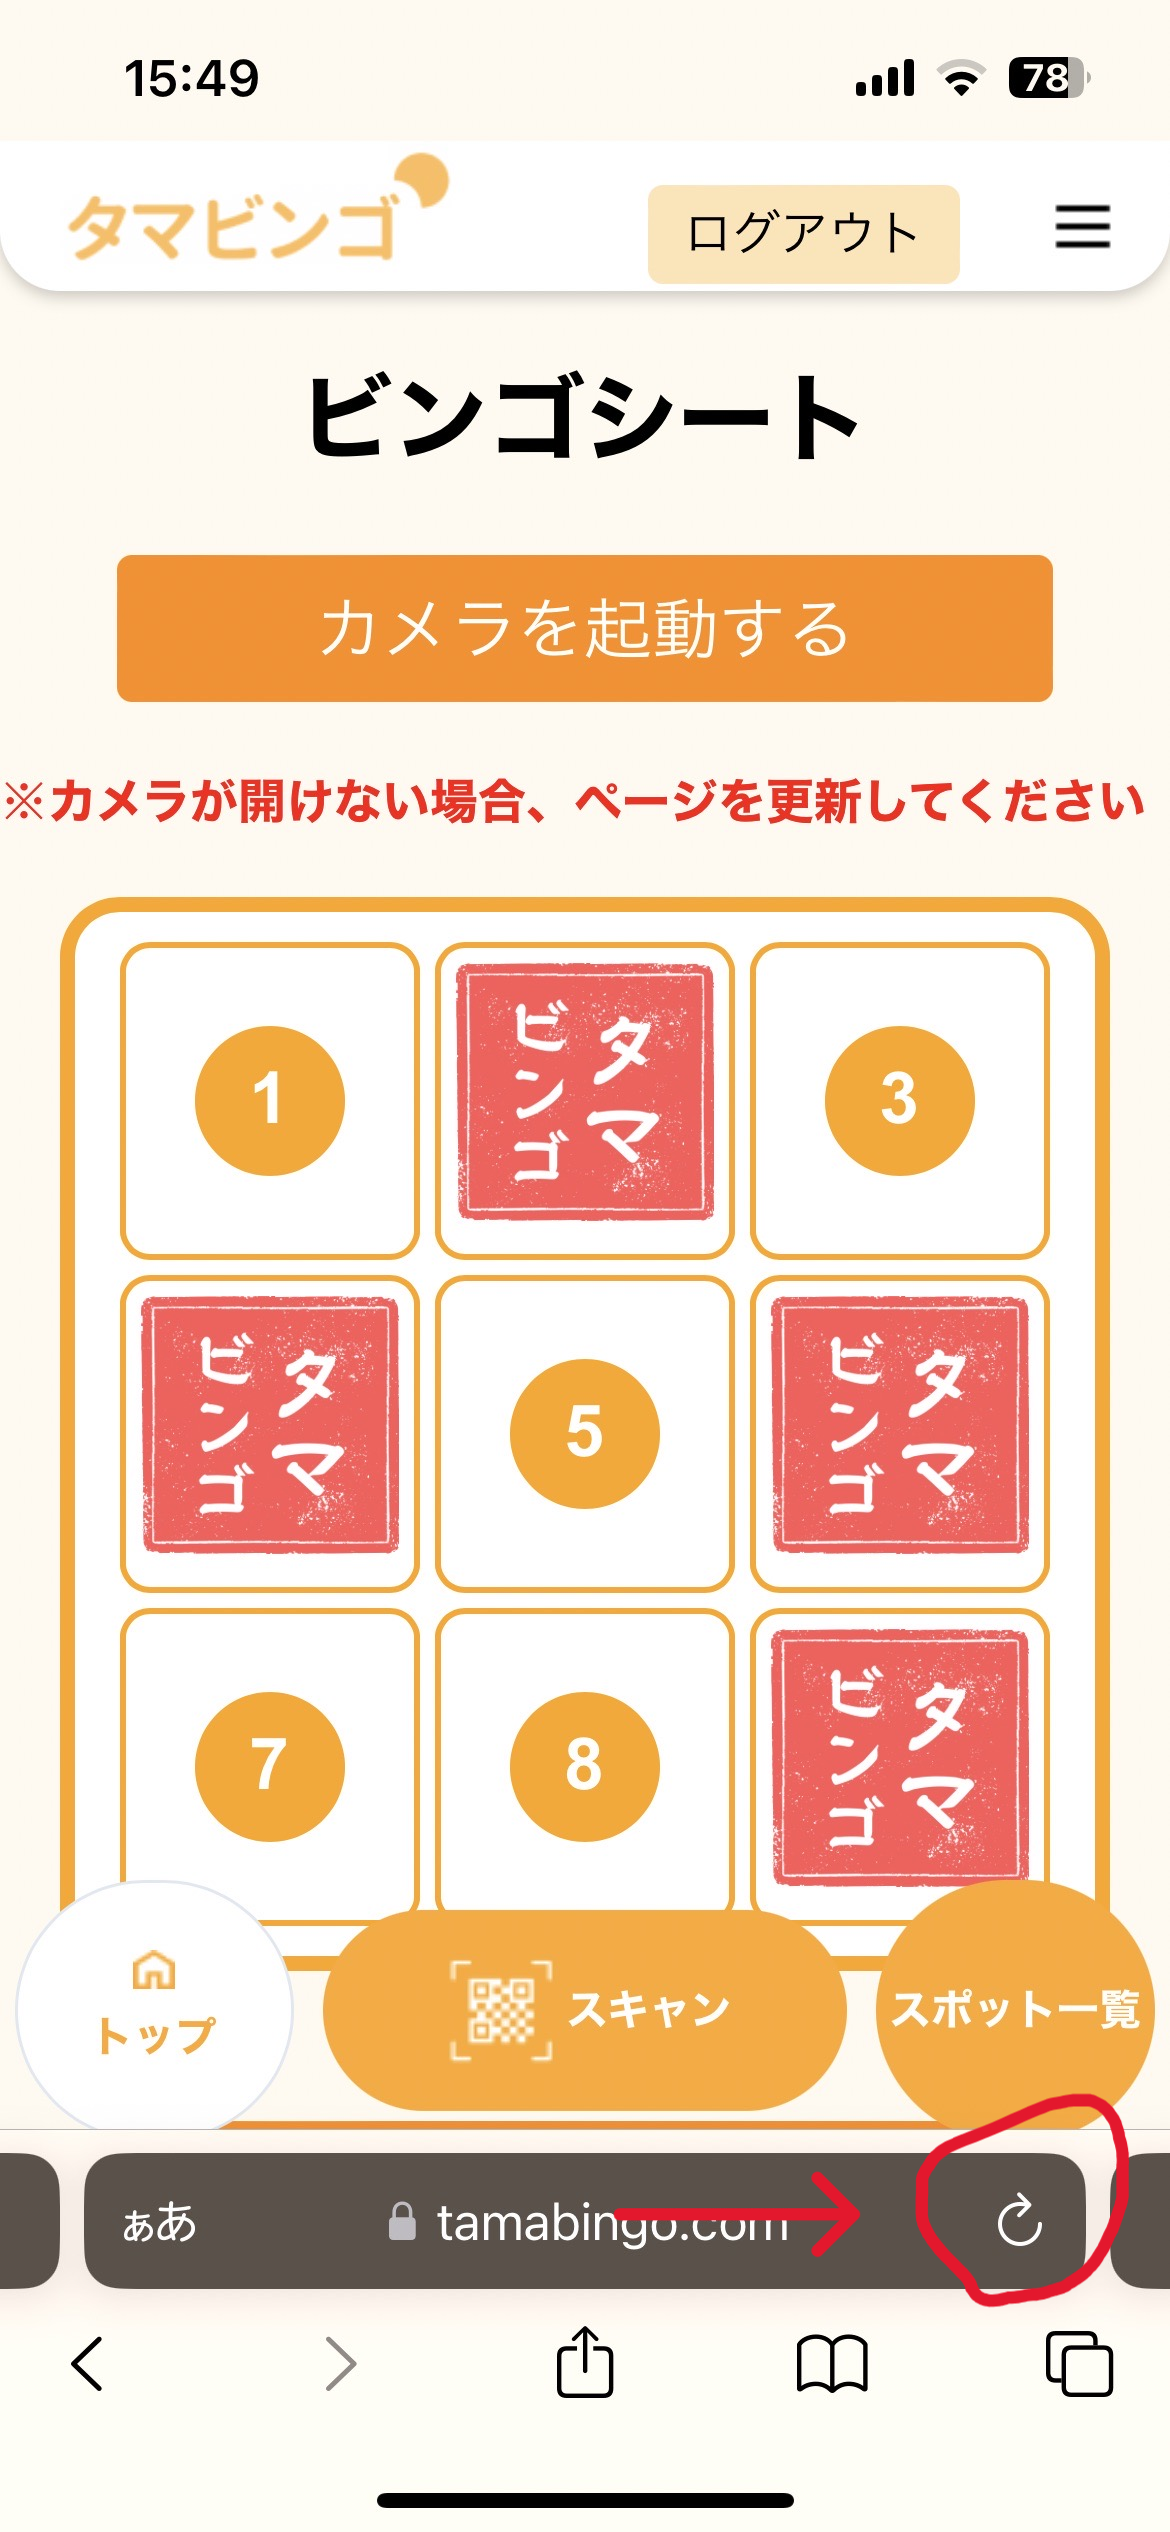 15:49
78
タマビンゴ
ログアウト
ビンゴシート
カメラを起動する
※カメラが開けない場合、ページを更新してください
1
タマ
ビンゴ
3
タマ
ビンゴ
5
タマ
ビンゴ
7
8
タマ
ビンゴ
トップ
スキャン
スポット一覧
ぁあ
tamabingo.com